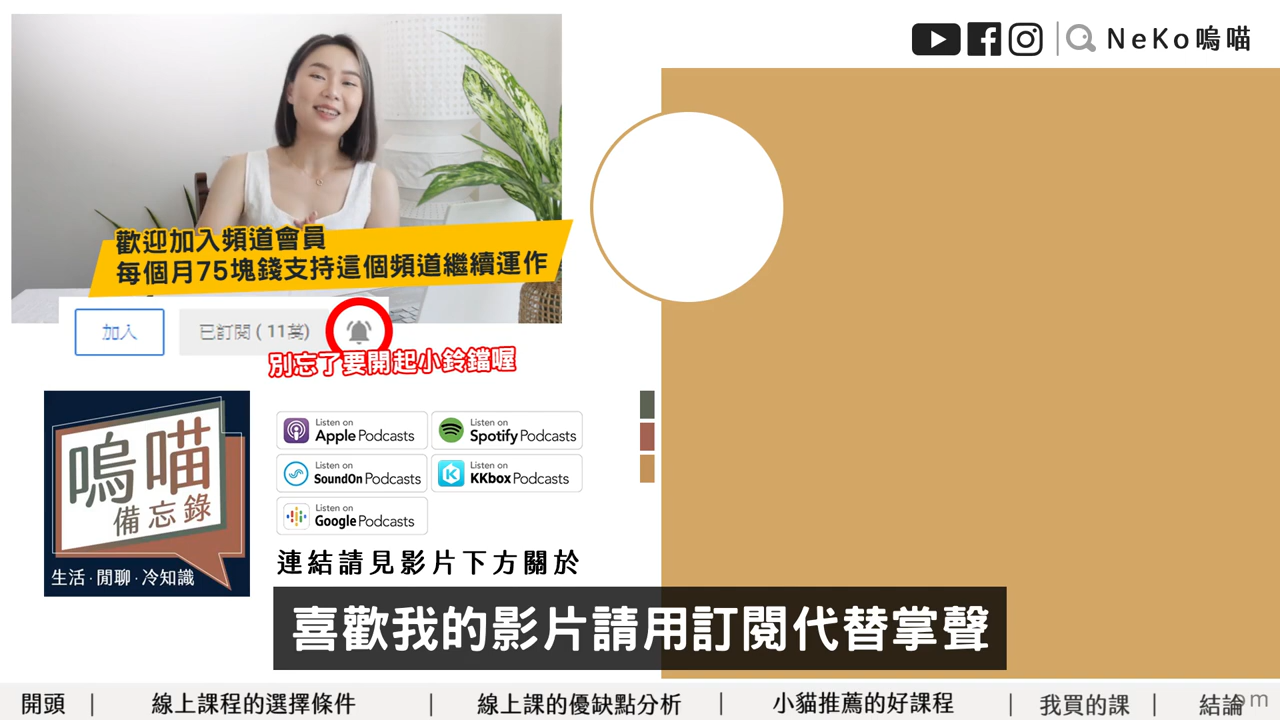 NeKo嗚喵
歡迎加入頻道會員
每個月75塊錢支持這個頻道繼續運作
加入
已訂閱 ( 11萬)
別忘了要開起小鈴鐺喔
嗚喵
備忘錄
生活·閒聊·冷知識
Listen on
Apple Podcasts
Listen on
Spotify Podcasts
Listen on
SoundOn Podcasts
Listen on
KKbox Podcasts
Listen on
Google Podcasts
連結請見影片下方關於
喜歡我的影片請用訂閱代替掌聲
開頭 | 線上課程的選擇條件 | 線上課的優缺點分析 | 小貓推薦的好課程 | 我買的課 | 結論